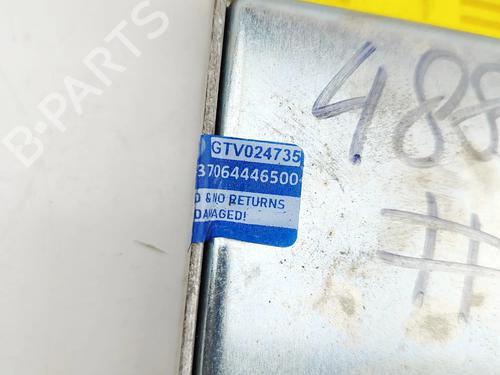 B-PARTS
GTV024735
37064446500
& NO RETURNS
DAMAGED!
488
#